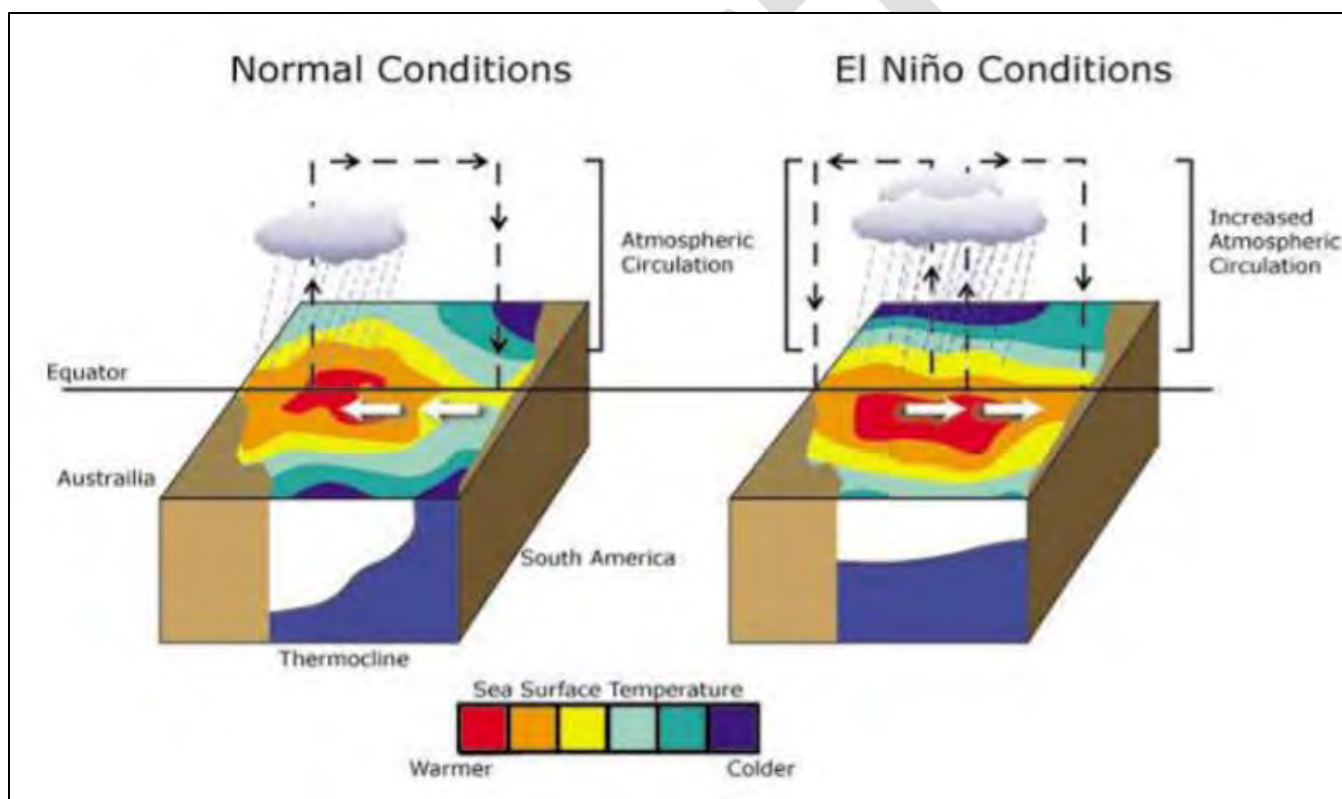 Normal Conditions
El Niño Conditions
Atmospheric
Circulation
Increased
Atmospheric
Circulation
Equator
Austrailia
South America
Thermocline
Sea Surface Temperature
Warmer
Colder